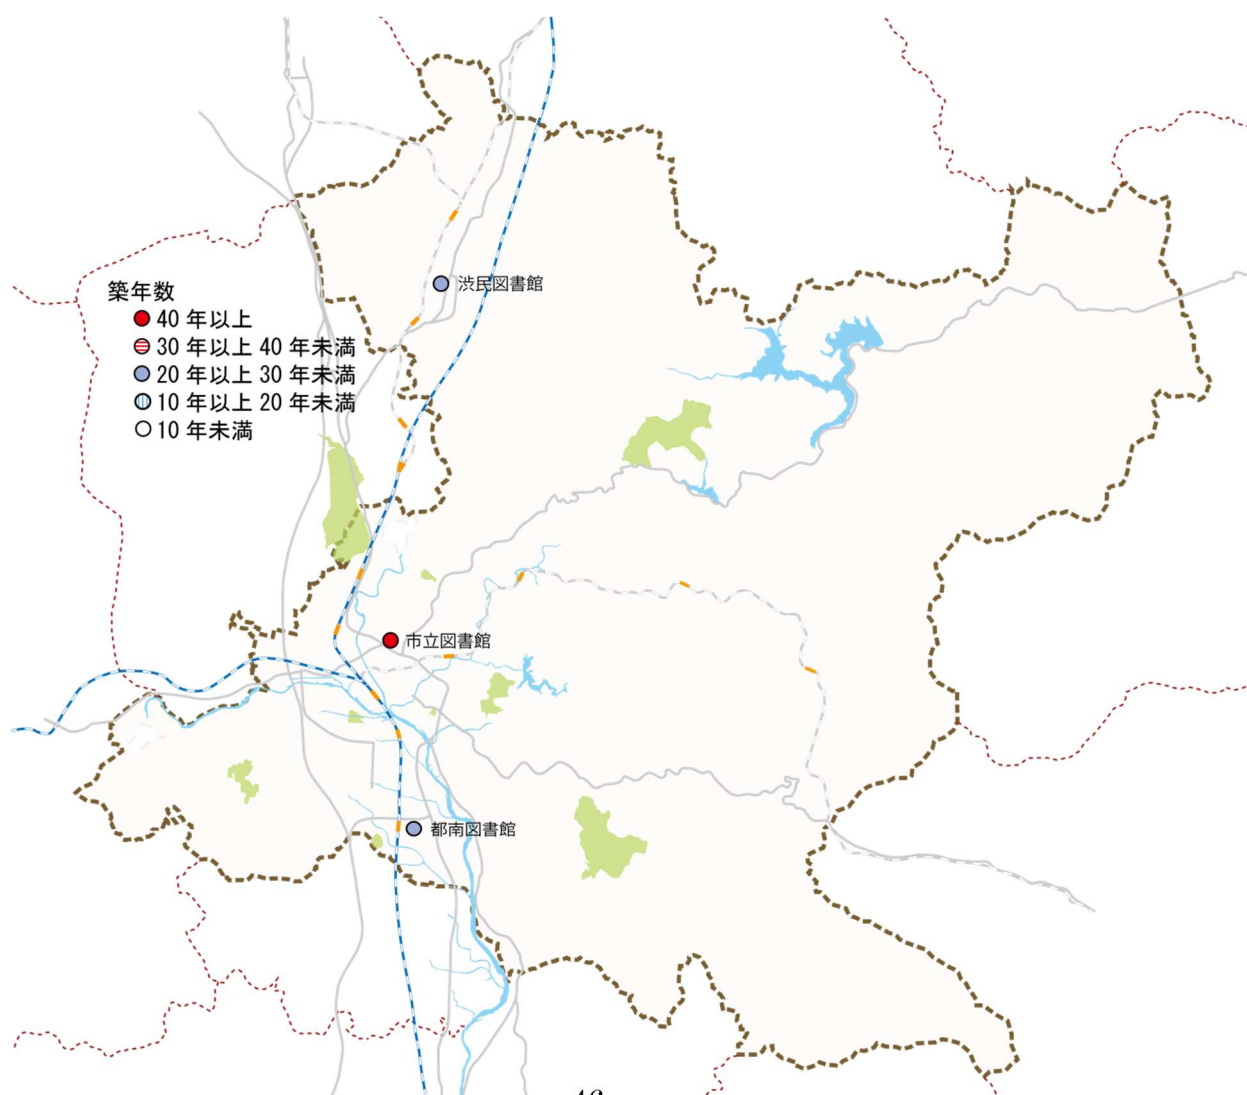 渋民図書館
築年数
40 年以上
30 年以上 40 年未満
20 年以上 30 年未満
10 年以上 20 年未満
10 年未満
市立図書館
都南図書館